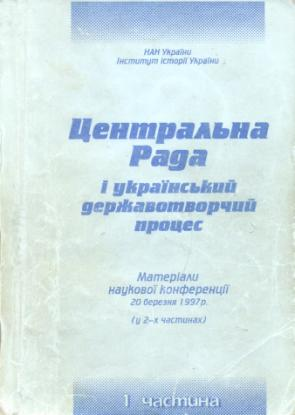 НАН України
Інститут історії України
Центральна
Рада
і український
державотворчий
процес
Матеріали
наукової конференції
20 березня 1997р.
(у 2-х частинах)
1 частина